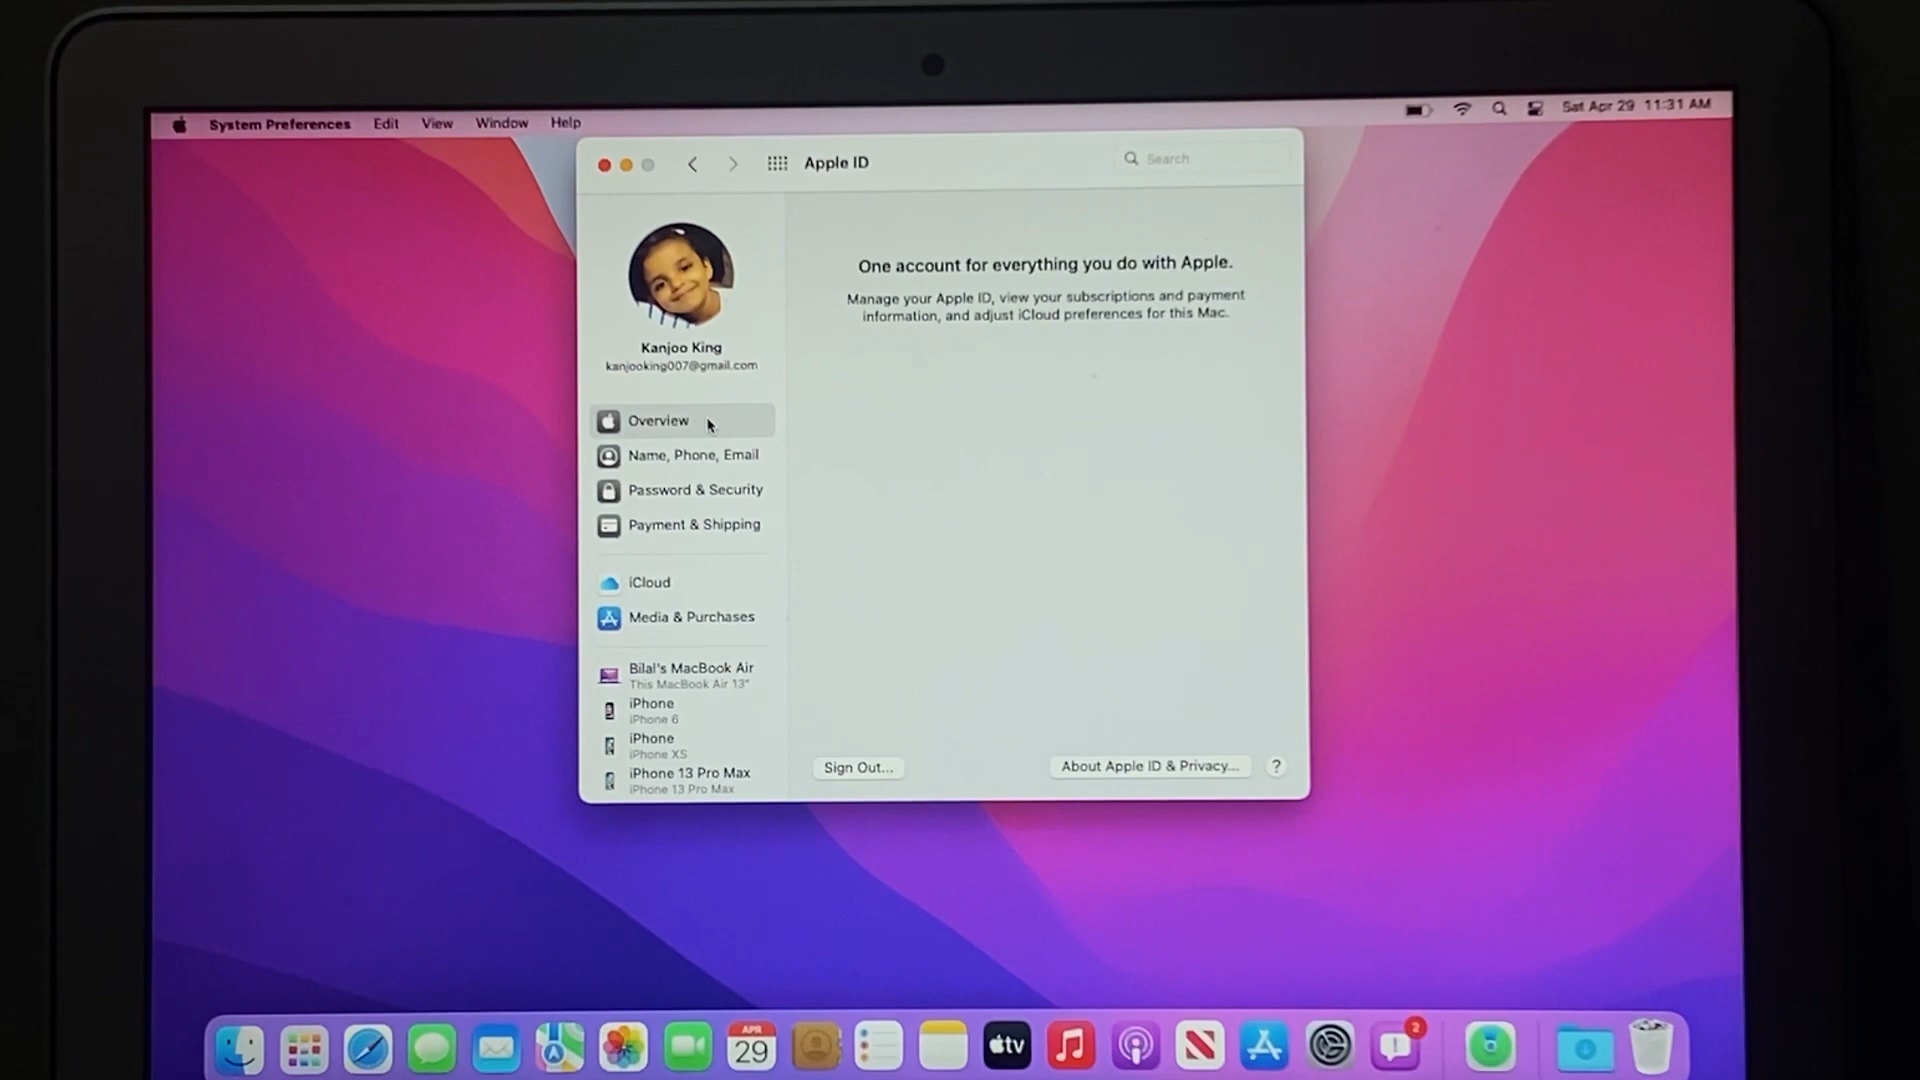 System Preferences Edit View Window Help
Sat Apr 29 11:31 AM
Apple ID
Search
Kanjoo King
kanjooking007@gmail.com
Overview
Name, Phone, Email
Password & Security
Payment & Shipping
iCloud
Media & Purchases
Bilal's MacBook Air
This MacBook Air 13"
iPhone
iPhone 6
iPhone
iPhone XS
iPhone 13 Pro Max
iPhone 13 Pro Max
One account for everything you do with Apple.
Manage your Apple ID, view your subscriptions and payment
information, and adjust iCloud preferences for this Mac.
Sign Out...
About Apple ID & Privacy...
?
APR
29
tv
2